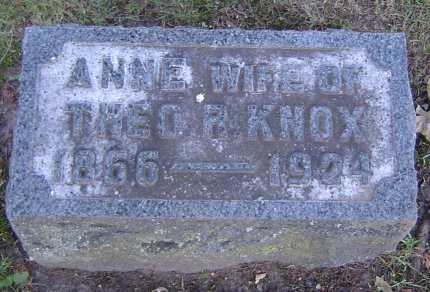 ANNE WIFE OF
THEO. R. KNOX
1866 — 1924